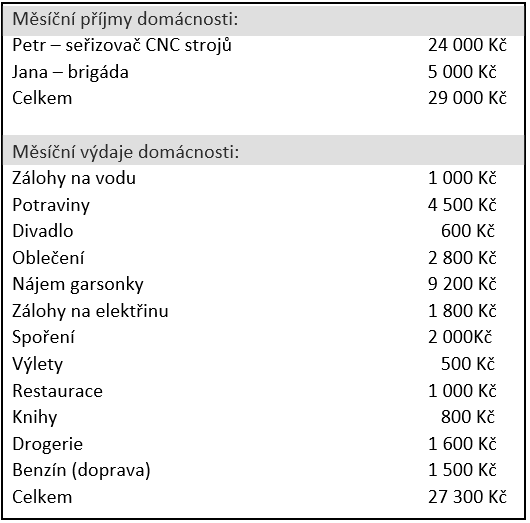 Měsíční příjmy domácnosti:
Petr – seřizovač CNC strojů 24 000 Kč
Jana – brigáda 5 000 Kč
Celkem 29 000 Kč
Měsíční výdaje domácnosti:
Zálohy na vodu 1 000 Kč
Potraviny 4 500 Kč
Divadlo 600 Kč
Oblečení 2 800 Kč
Nájem garsonky 9 200 Kč
Zálohy na elektřinu 1 800 Kč
Spoření 2 000Kč
Výlety 500 Kč
Restaurace 1 000 Kč
Knihy 800 Kč
Drogerie 1 600 Kč
Benzín (doprava) 1 500 Kč
Celkem 27 300 Kč